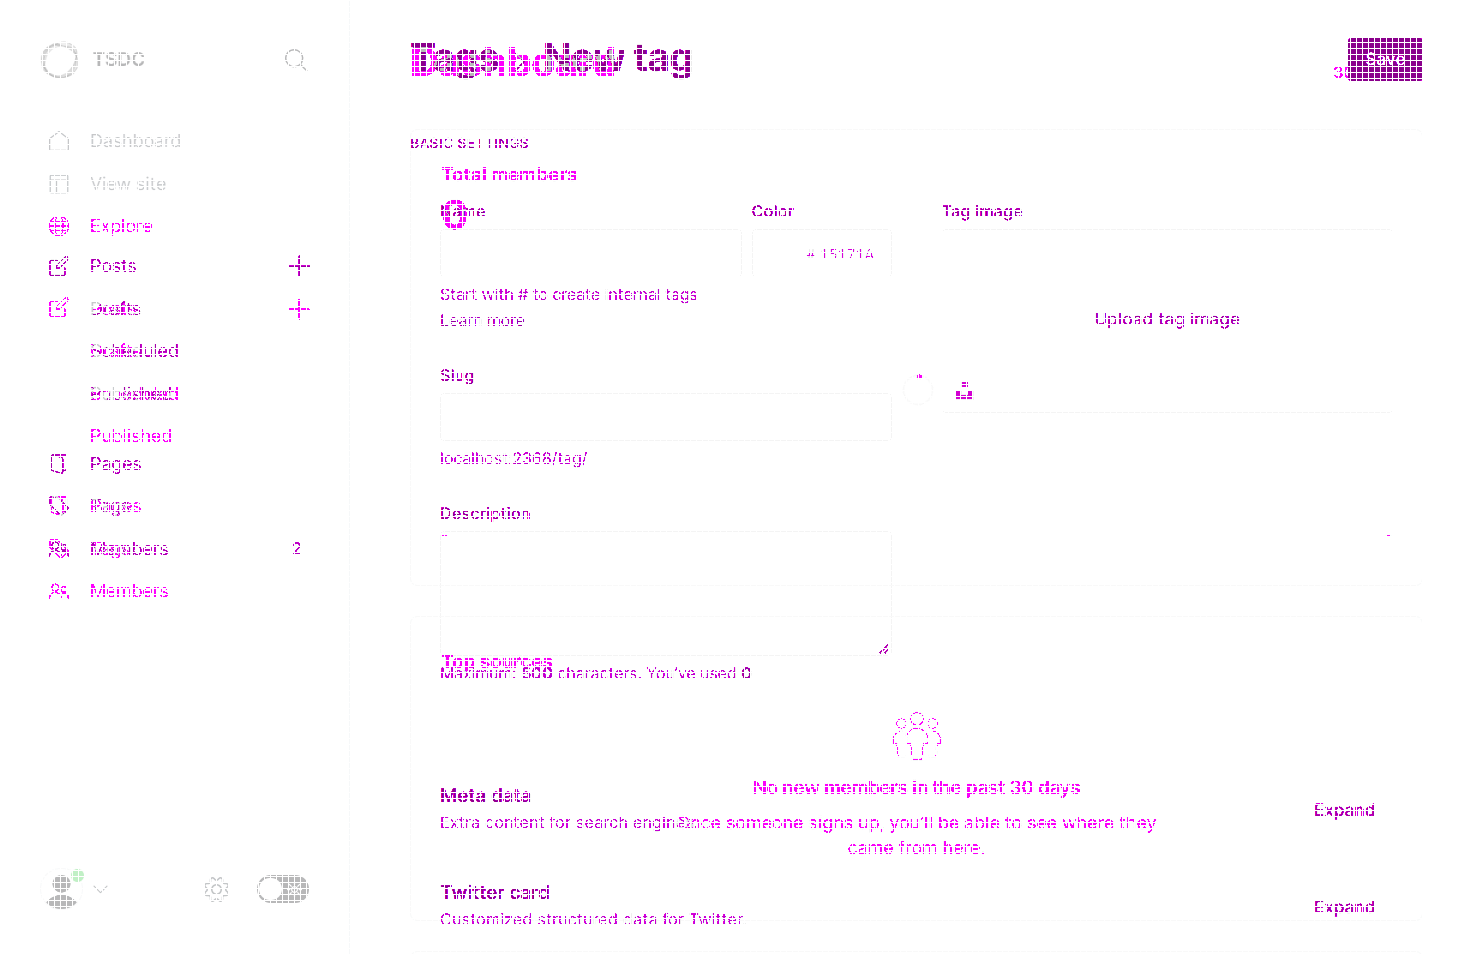 TSDC
Dashboard
View site
Explore
Posts
Published
Pages
Members
2
Members
Tags New tag
Save
BASIC SETTINGS
Total members
0
Name
Color
Tag image
# 15171A
Start with # to create internal tags
Learn more
Upload tag image
Slug
localhost:2368/tag/
Description
Top sources
Maximum: 500 characters. You've used 0
No new members in the past 30 days
Meta data
Expand
Extra content for search engines
Once someone signs up, you'll be able to see where they
came from here.
Twitter card
Expand
Customized structured data for Twitter